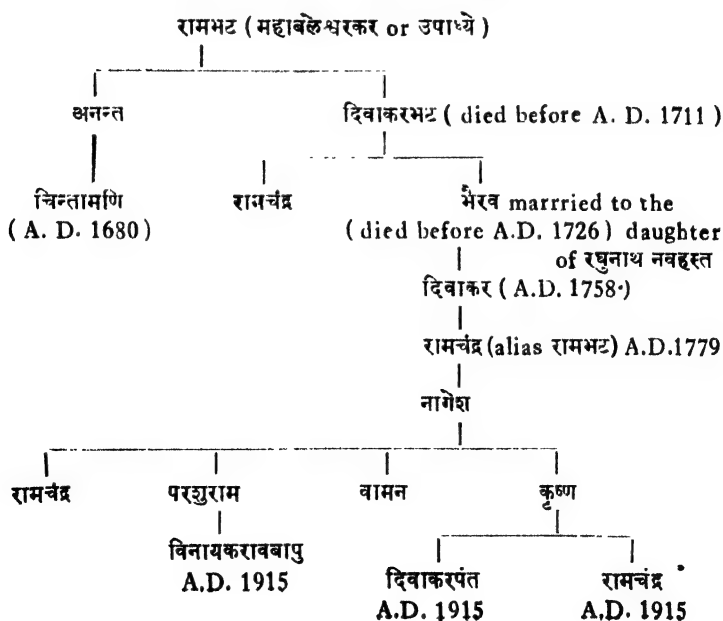 रामभट ( महाबळेश्वरकर or उपाध्ये )
अनन्त दिवाकरभट ( died before A. D. 1711 )
चिन्तामणि रामचंद्र भैरव marrried to the
( A. D. 1680 ) (died before A.D. 1726) daughter
of रघुनाथ नवहस्त
दिवाकर ( A.D. 1758 )
रामचंद्र (alias रामभट) A.D.1779
नागेश
रामचंद्र परशुराम वामन कृष्ण
विनायकरावबापु दिवाकरपंत रामचंद्र
A.D. 1915 A.D. 1915 A.D. 1915